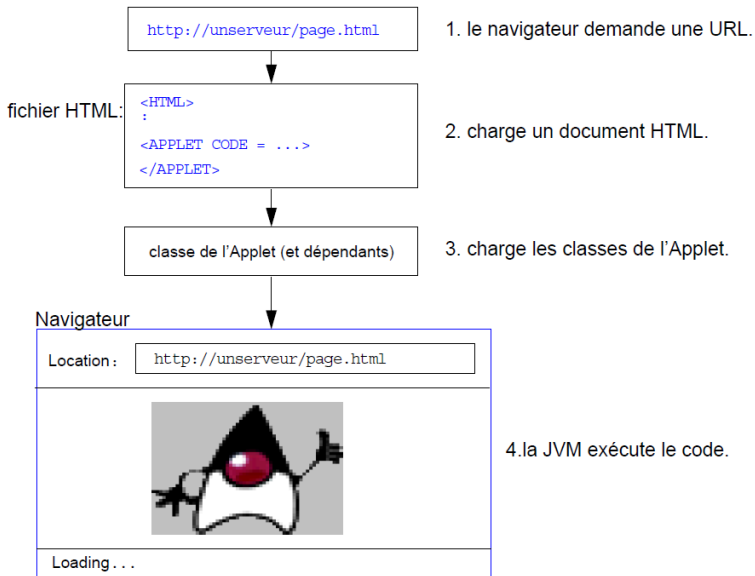 http://unserveur/page.html
1. le navigateur demande une URL.
fichier HTML:
<HTML>
:
<APPLET CODE = ...>
</APPLET>
2. charge un document HTML.
classe de l'Applet (et dépendants)
3. charge les classes de l'Applet.
Navigateur
Location: http://unserveur/page.html
4.la JVM exécute le code.
Loading...